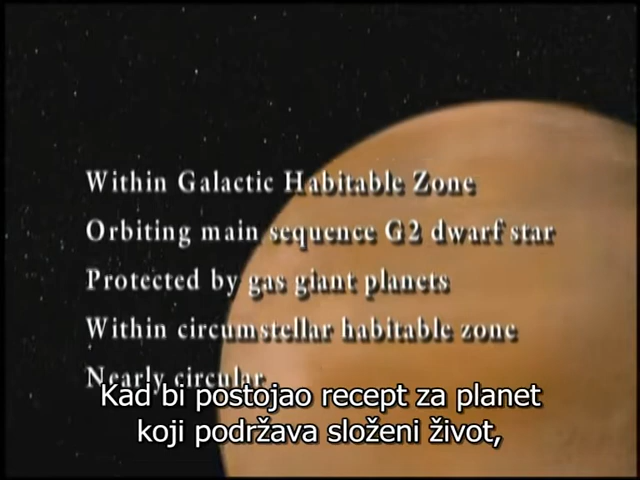 Within Galactic Habitable Zone
Orbiting main sequence G2 dwarf star
Protected by gas giant planets
Within circumstellar habitable zone
Nearly circular
Kad bi postojao recept za planet
koji podržava složeni život,